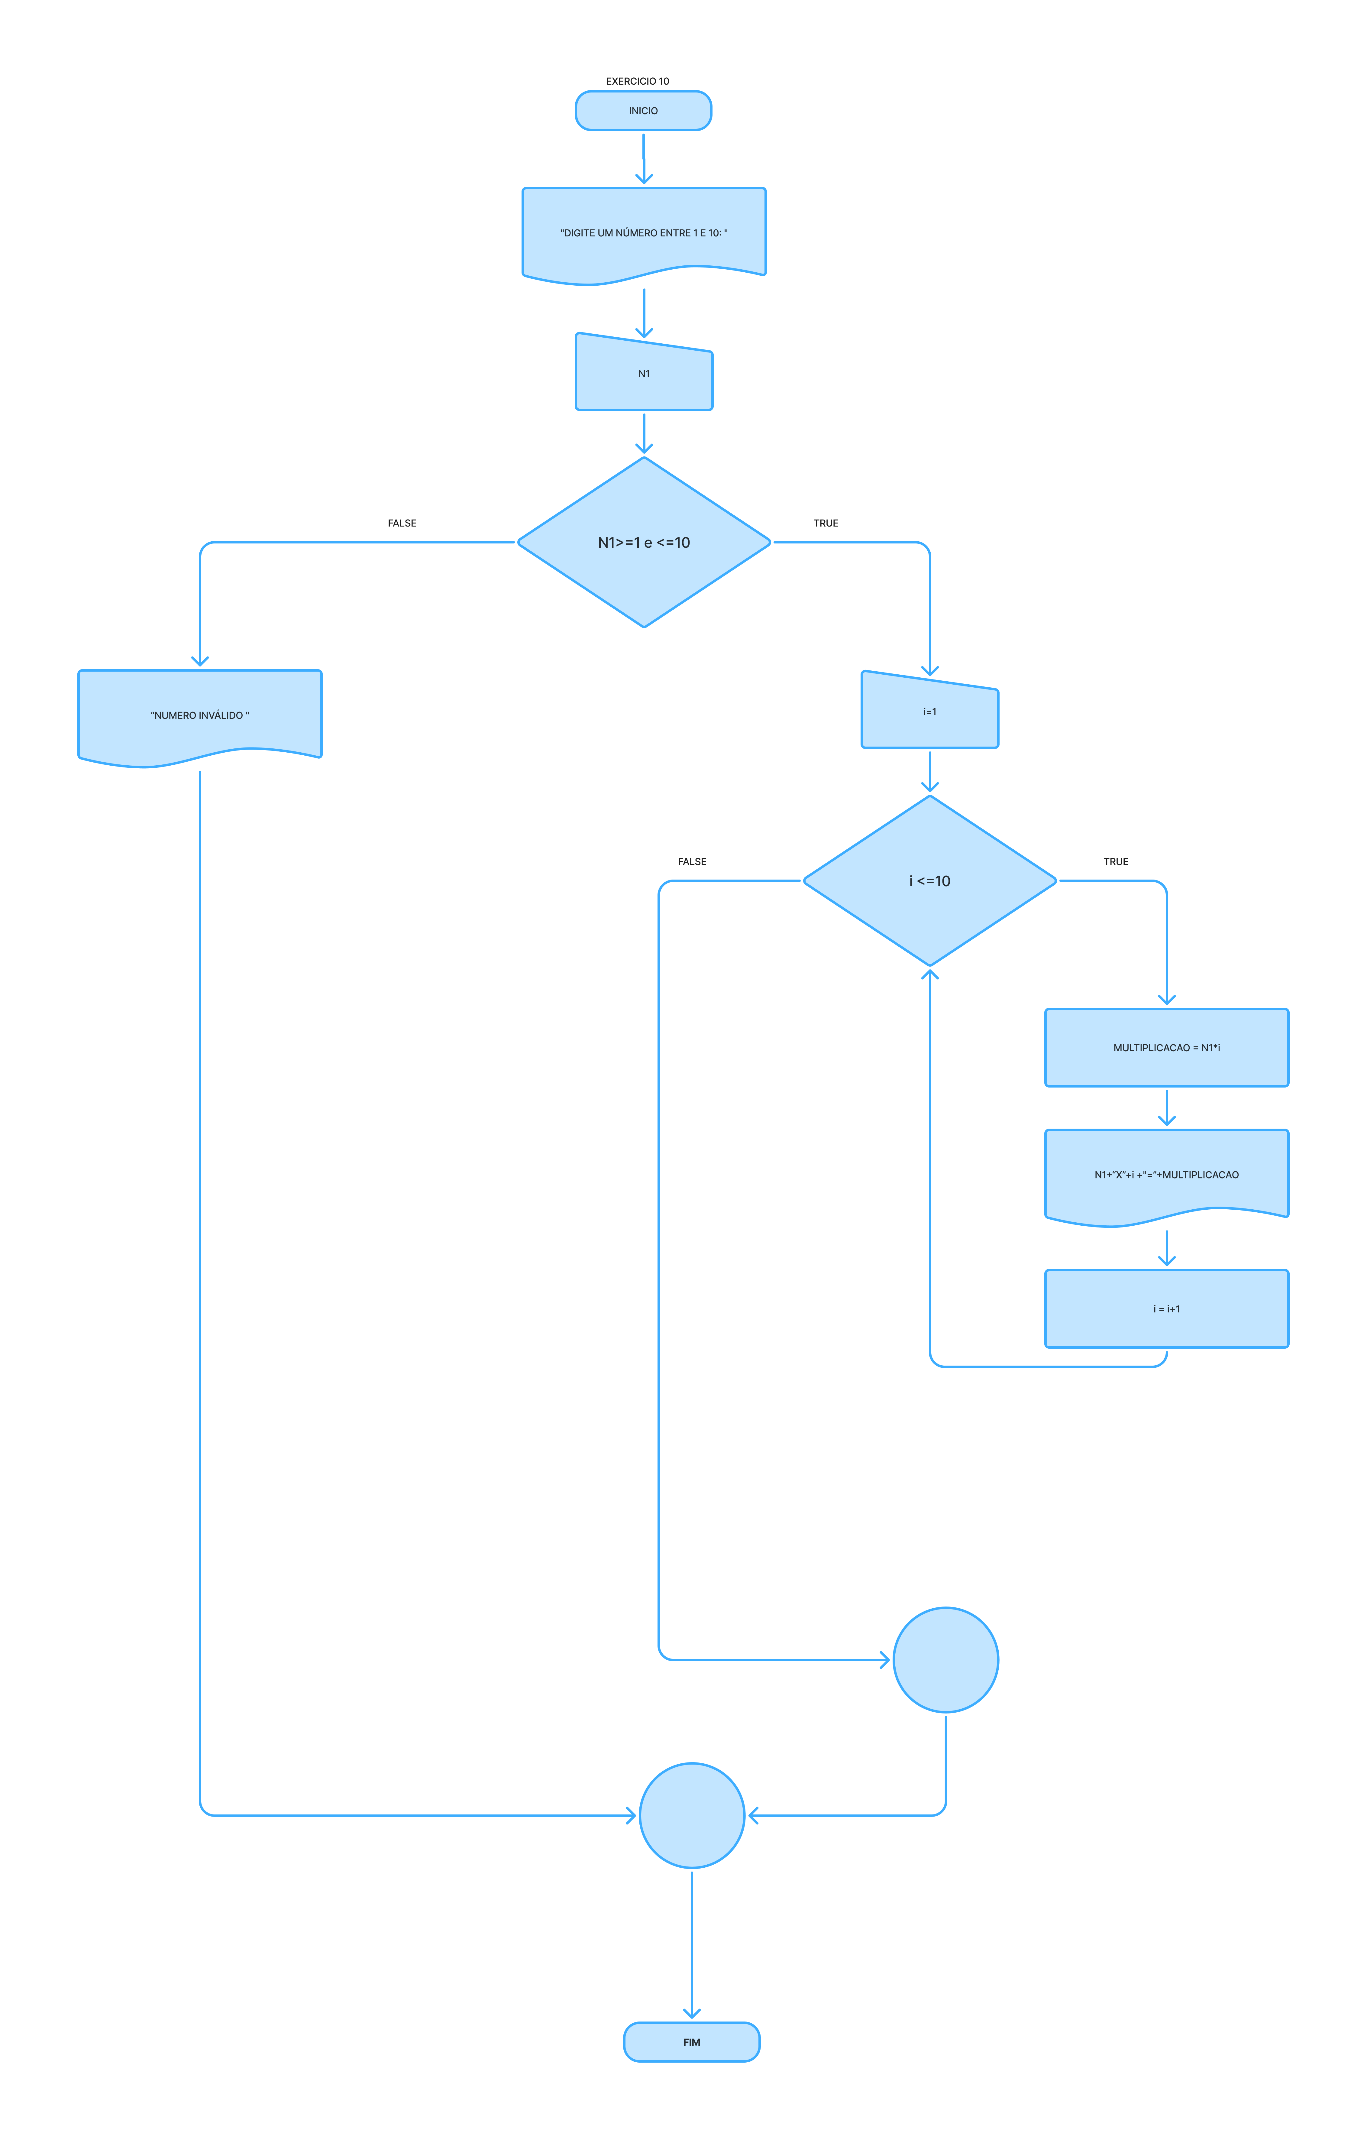 EXERCICIO 10
INICIO
"DIGITE UM NÚMERO ENTRE 1 E 10: "
N1
FALSE
TRUE
N1>=1 e <=10
"NUMERO INVÁLIDO "
i=1
FALSE
TRUE
i <=10
MULTIPLICACAO = N1*i
N1+"X"+i +"="+MULTIPLICACAO
i = i+1
FIM